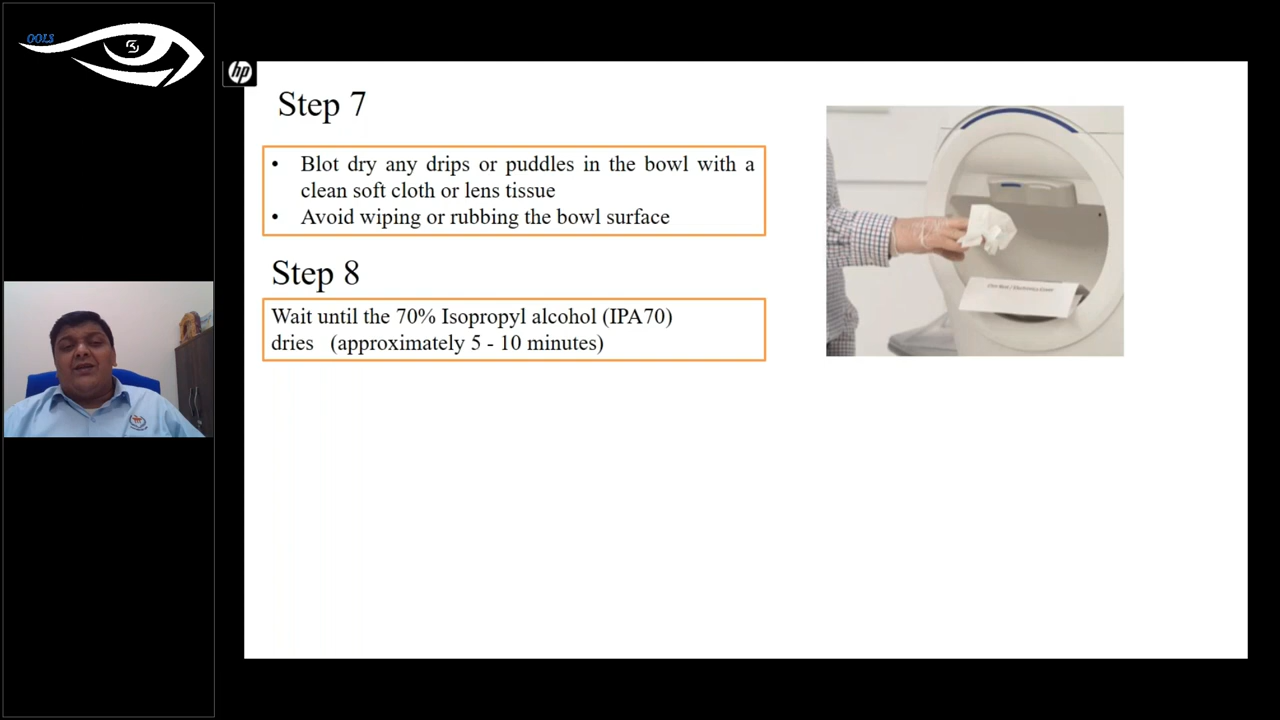 OOLS
hp
Step 7
• Blot dry any drips or puddles in the bowl with a
clean soft cloth or lens tissue
• Avoid wiping or rubbing the bowl surface
Step 8
Wait until the 70% Isopropyl alcohol (IPA70)
dries (approximately 5 - 10 minutes)